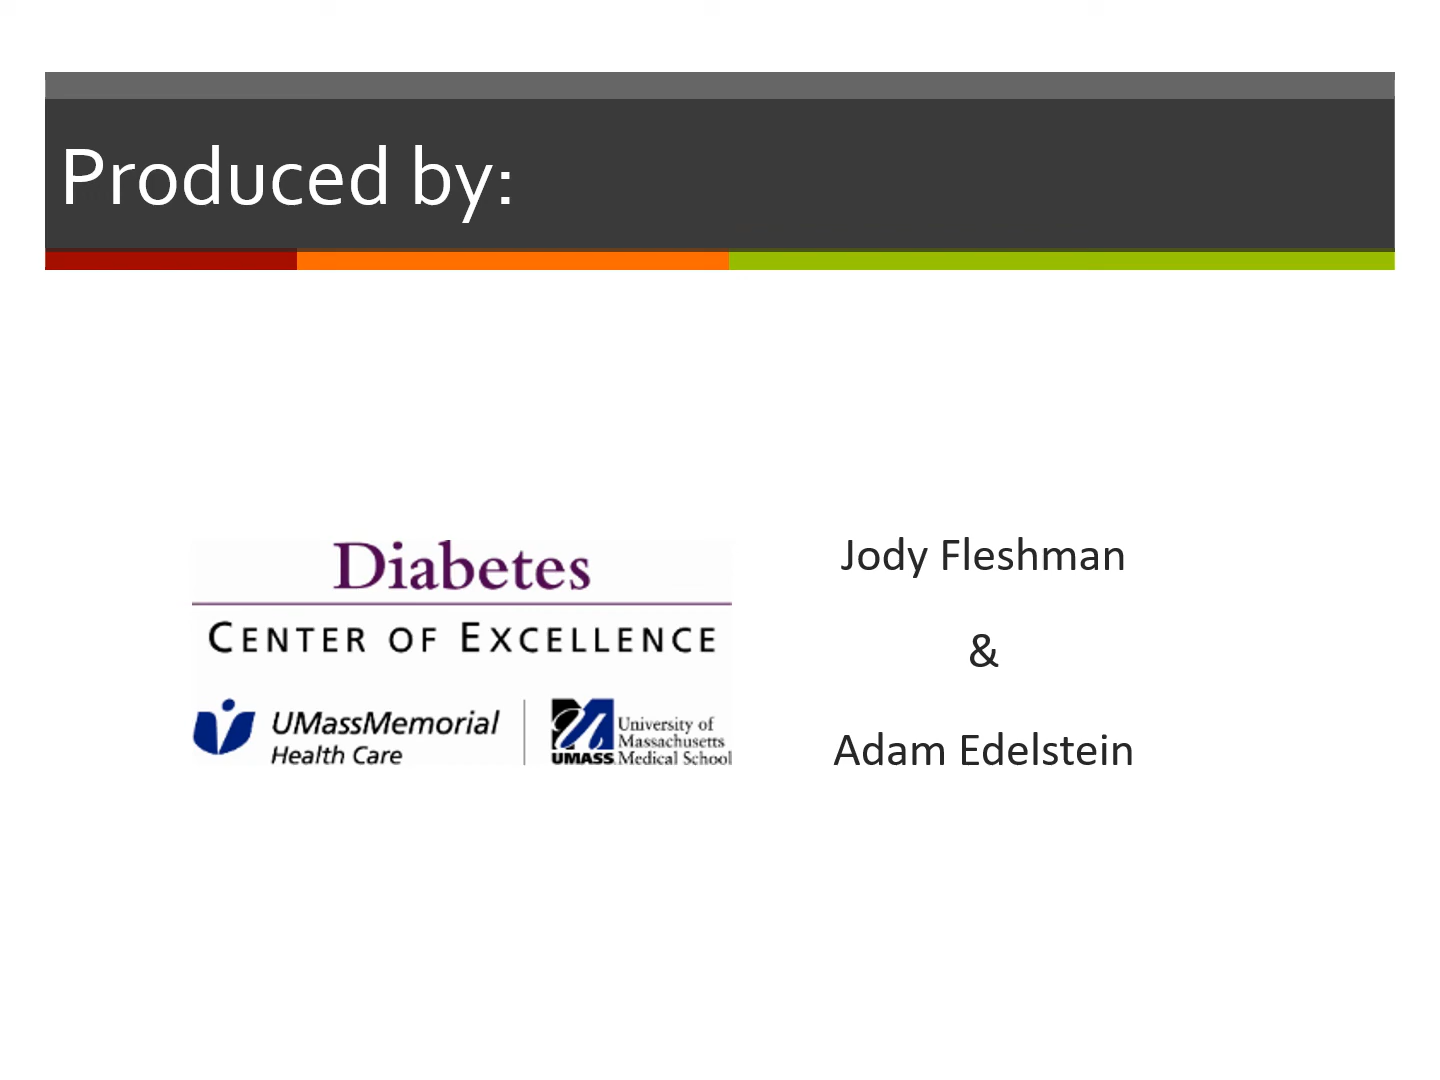 Produced by:
Diabetes
CENTER OF EXCELLENCE
UMassMemorial
Health Care
University of
Massachusetts
UMASS Medical School
Jody Fleshman
&
Adam Edelstein